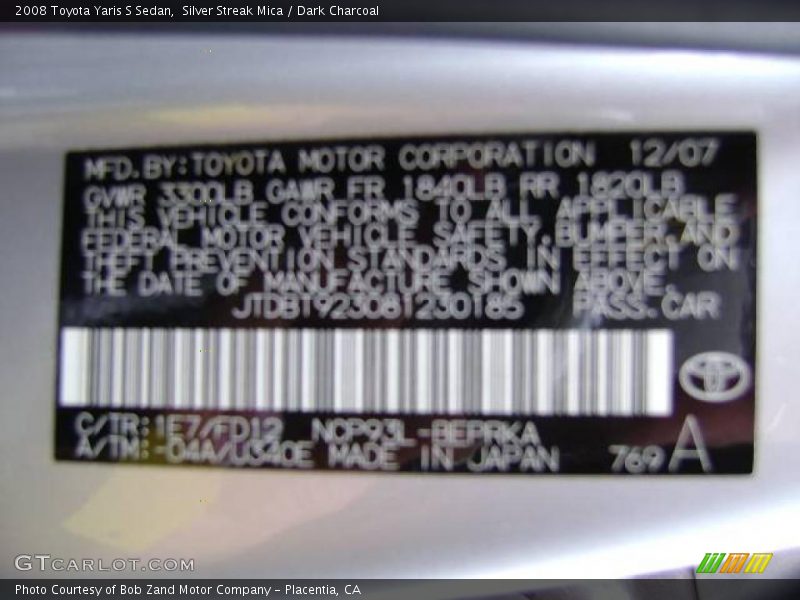 2008 Toyota Yaris S Sedan,  Silver Streak Mica / Dark Charcoal
MFD.BY:TOYOTA MOTOR CORPORATION 12/07
GVWR 3300LB GAWR FR 1840LB RR 1820LB
THIS VEHICLE CONFORMS TO ALL APPLICABLE
FEDERAL MOTOR VEHICLE SAFETY,BUMPER,AND
THEFT PREVENTION STANDARDS IN EFFECT ON
THE DATE OF MANUFACTURE SHOWN ABOVE.
JTDBT923081230185 PASS.CAR
C/TR:1E7/FD12 NCP93L-BEPRKA
A/TM:-04A/U340E MADE IN JAPAN 769 A
GTCARLOT.COM
Photo Courtesy of Bob Zand Motor Company – Placentia, CA